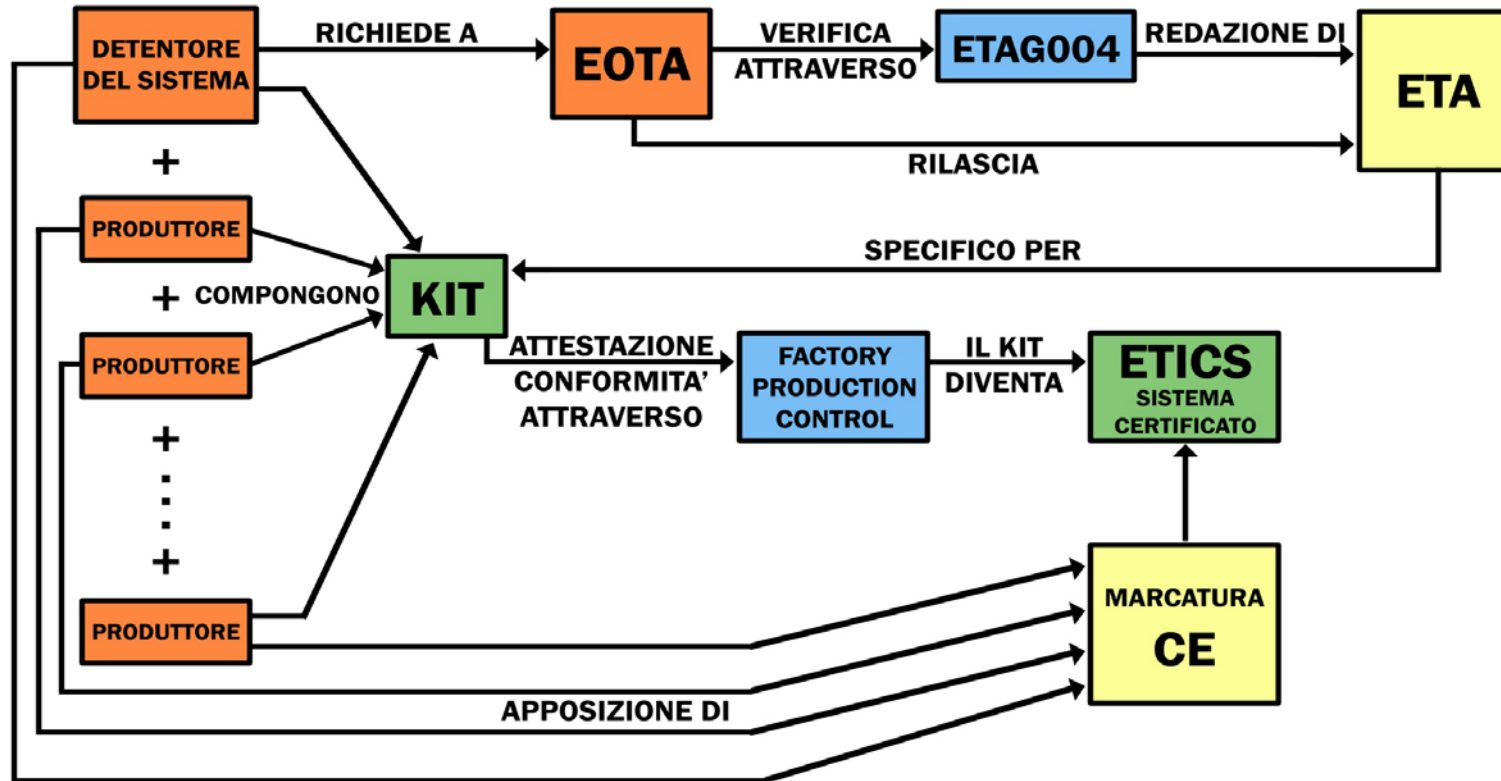 DETENTORE
DEL SISTEMA
RICHIEDE A
EOTA
VERIFICA
ATTRAVERSO
ETAG004
REDAZIONE DI
ETA
RILASCIA
+
PRODUTTORE
SPECIFICO PER
+
COMPONGONO
KIT
PRODUTTORE
ATTESTAZIONE
CONFORMITA'
ATTRAVERSO
FACTORY
PRODUCTION
CONTROL
IL KIT
DIVENTA
ETICS
SISTEMA
CERTIFICATO
+
+
PRODUTTORE
MARCATURA
CE
APPOSIZIONE DI